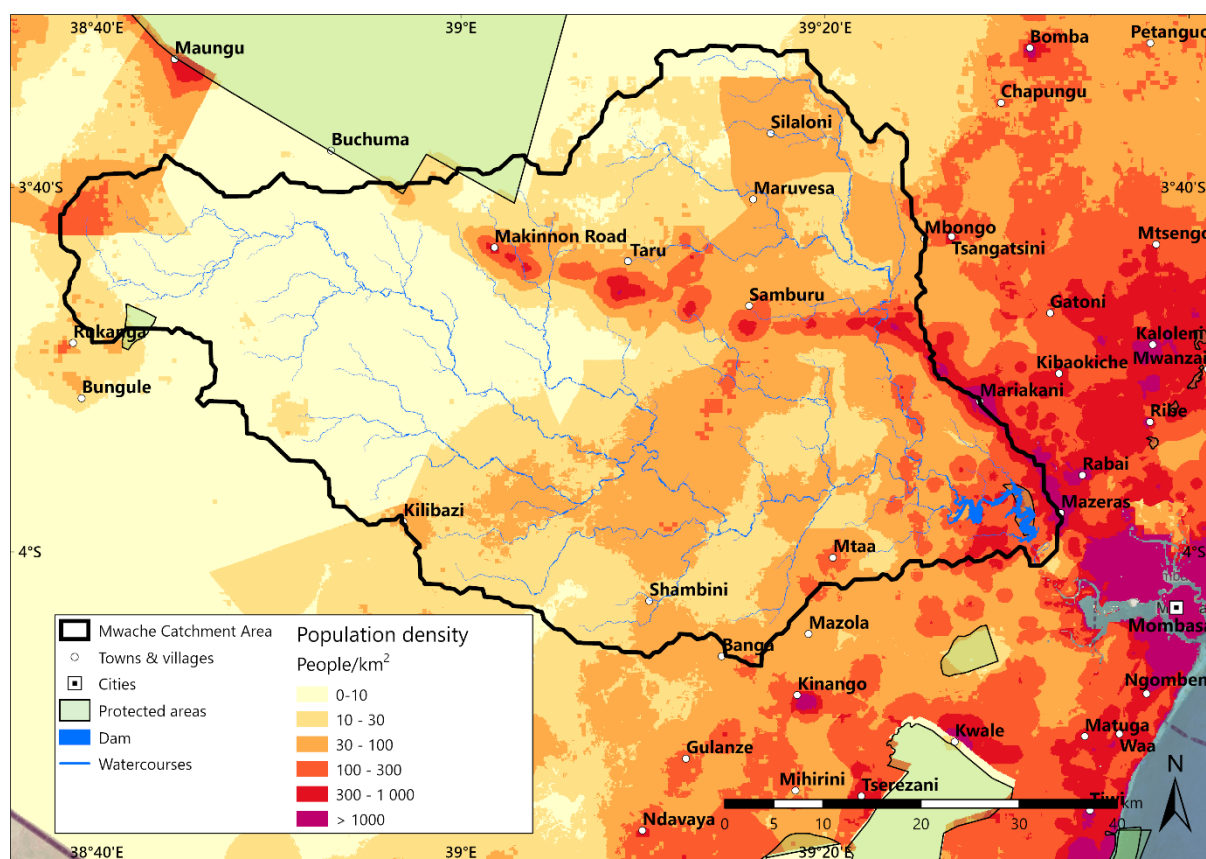 38°40'E
39°E
39°20'E
Maungu
Bomba
Petanguo
Chapungu
Silaloni
Buchuma
3°40'S
3°40'S
Maruvesa
Mbongo
Tsangatsini
Mtsengo
Makinnon Road
Taru
Samburu
Gatoni
Rukanga
Kaloleni
Mwanzai
Kibaokiche
Bungule
Mariakani
Ribe
Rabai
Kilibazi
Mazeras
4°S
4°S
Mtaa
Shambini
Mombasa
Mazola
Banga
Ngomben
Kinango
Kwale
Matuga
Waa
Gulanze
Mihirini
Tserezani
Tiwi
Ndavaya
N
km
0 5 10 20 30 40
38°40'E
39°E
39°20'E
Mwache Catchment Area
Towns & villages
Cities
Protected areas
Dam
Watercourses
Population density
People/km²
0-10
10 - 30
30 - 100
100 - 300
300 - 1 000
> 1000